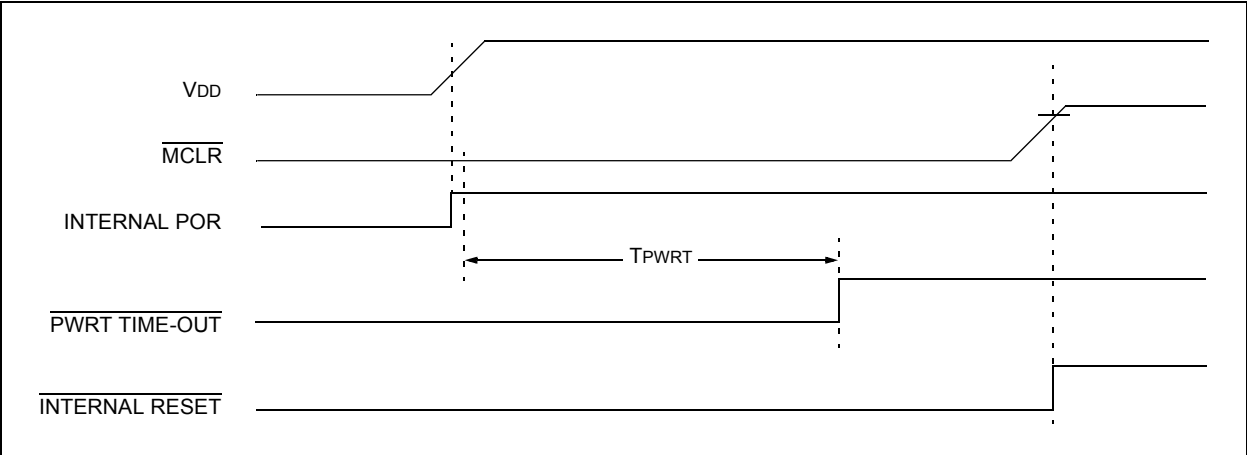 VDD
MCLR
INTERNAL POR
TPWRT
PWRT TIME-OUT
INTERNAL RESET